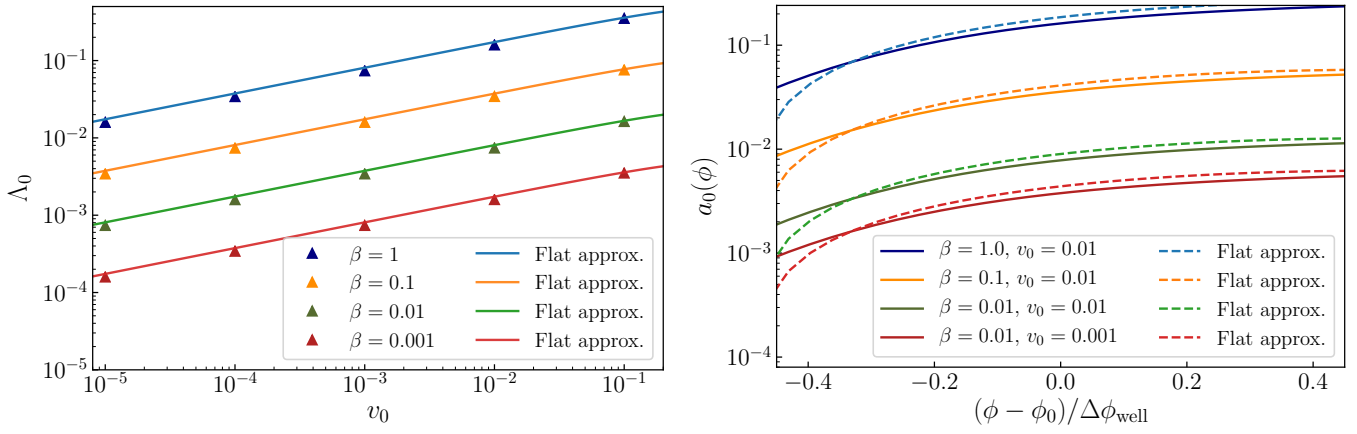 Λ₀
10⁻¹
10⁻²
10⁻³
10⁻⁴
10⁻⁵
β = 1 Flat approx.
β = 0.1 Flat approx.
β = 0.01 Flat approx.
β = 0.001 Flat approx.
10⁻⁵ 10⁻⁴ 10⁻³ 10⁻² 10⁻¹
v₀
a₀(ϕ)
10⁻¹
10⁻²
10⁻³
10⁻⁴
β = 1.0, v₀ = 0.01 Flat approx.
β = 0.1, v₀ = 0.01 Flat approx.
β = 0.01, v₀ = 0.01 Flat approx.
β = 0.01, v₀ = 0.001 Flat approx.
−0.4 −0.2 0.0 0.2 0.4
(ϕ − ϕ₀)/Δϕwell